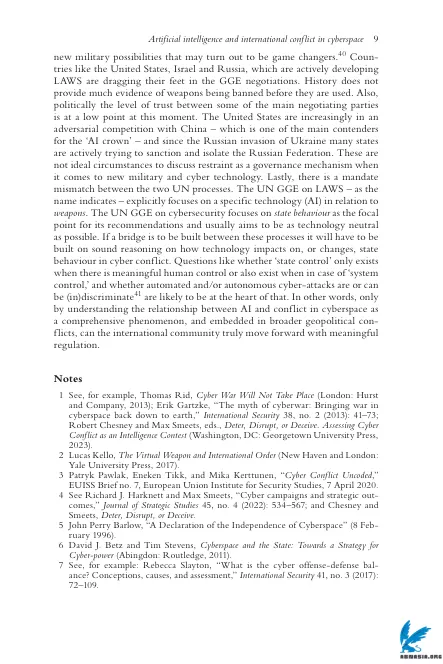 Artificial intelligence and international conflict in cyberspace 9
new military possibilities that may turn out to be game changers.40 Coun-
tries like the United States, Israel and Russia, which are actively developing
LAWS are dragging their feet in the GGE negotiations. History does not
provide much evidence of weapons being banned before they are used. Also,
politically the level of trust between some of the main negotiating parties
is at a low point at this moment. The United States are increasingly in an
adversarial competition with China – which is one of the main contenders
for the ‘AI crown’ – and since the Russian invasion of Ukraine many states
are actively trying to sanction and isolate the Russian Federation. These are
not ideal circumstances to discuss restraint as a governance mechanism when
it comes to new military and cyber technology. Lastly, there is a mandate
mismatch between the two UN processes. The UN GGE on LAWS – as the
name indicates – explicitly focuses on a specific technology (AI) in relation to
weapons. The UN GGE on cybersecurity focuses on state behaviour as the focal
point for its recommendations and usually aims to be as technology neutral
as possible. If a bridge is to be built between these processes it will have to be
built on sound reasoning on how technology impacts on, or changes, state
behaviour in cyber conflict. Questions like whether ‘state control’ only exists
when there is meaningful human control or also exist when in case of ‘system
control,’ and whether automated and/or autonomous cyber-attacks are or can
be (in)discriminate41 are likely to be at the heart of that. In other words, only
by understanding the relationship between AI and conflict in cyberspace as
a comprehensive phenomenon, and embedded in broader geopolitical con-
flicts, can the international community truly move forward with meaningful
regulation.
Notes
1 See, for example, Thomas Rid, Cyber War Will Not Take Place (London: Hurst
and Company, 2013); Erik Gartzke, “The myth of cyberwar: Bringing war in
cyberspace back down to earth,” International Security 38, no. 2 (2013): 41–73;
Robert Chesney and Max Smeets, eds., Deter, Disrupt, or Deceive. Assessing Cyber
Conflict as an Intelligence Contest (Washington, DC: Georgetown University Press,
2023).
2 Lucas Kello, The Virtual Weapon and International Order (New Haven and London:
Yale University Press, 2017).
3 Patryk Pawlak, Eneken Tikk, and Mika Kerttunen, “Cyber Conflict Uncoded,”
EUISS Brief no. 7, European Union Institute for Security Studies, 7 April 2020.
4 See Richard J. Harknett and Max Smeets, “Cyber campaigns and strategic out-
comes,” Journal of Strategic Studies 45, no. 4 (2022): 534–567; and Chesney and
Smeets, Deter, Disrupt, or Deceive.
5 John Perry Barlow, “A Declaration of the Independence of Cyberspace” (8 Feb-
ruary 1996).
6 David J. Betz and Tim Stevens, Cyberspace and the State: Towards a Strategy for
Cyber-power (Abingdon: Routledge, 2011).
7 See, for example: Rebecca Slayton, “What is the cyber offense-defense bal-
ance? Conceptions, causes, and assessment,” International Security 41, no. 3 (2017):
72–109.